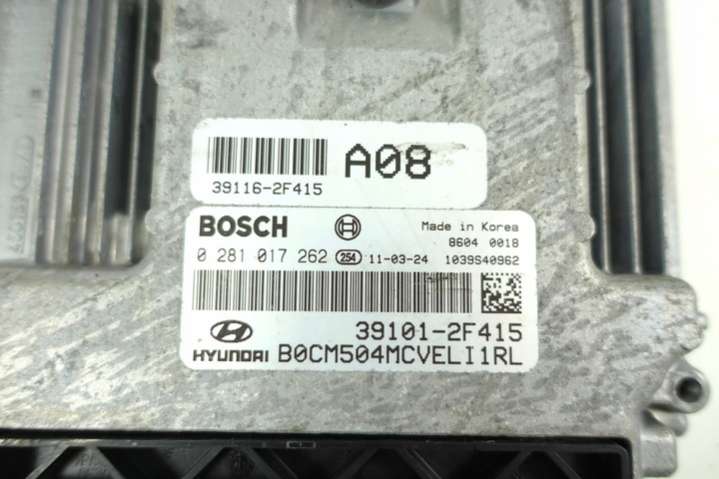 A08
39116-2F415
BOSCH
Made in Korea
8604 0018
0 281 017 262 254 11-03-24 1039S40962
39101-2F415
HYUNDAI B0CM504MCVELI1RL